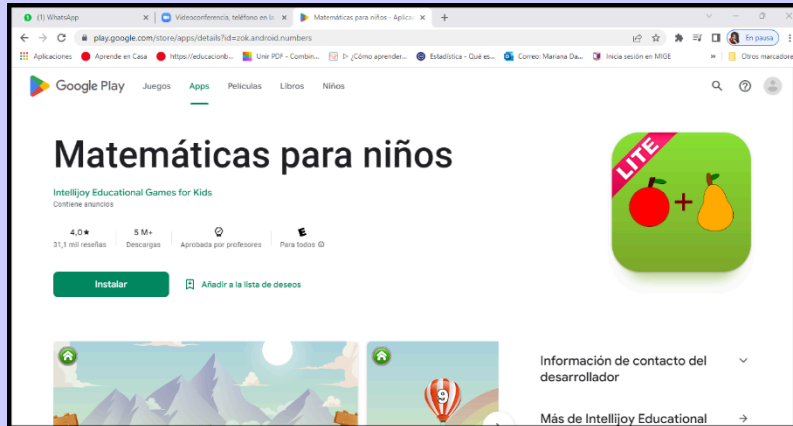 (1) WhatsApp
Videoconferencia, teléfono en la
Matemáticas para niños - Aplicac
play.google.com/store/apps/details?id=zok.android.numbers
En pausa
Aplicaciones
Aprende en Casa
https://educacionb...
Unir PDF - Combin...
▷ ¿Cómo aprender...
Estadística - Qué es...
Correo: Mariana Da...
Inicia sesión en MIGE
»
Otros marcadores
Google Play
Juegos
Apps
Películas
Libros
Niños
Matemáticas para niños
LITE
+
Intellijoy Educational Games for Kids
Contiene anuncios
4,0★
5 M+
E
31,1 mil reseñas
Descargas
Aprobada por profesores
Para todos
Instalar
Añadir a la lista de deseos
9
Información de contacto del
desarrollador
Más de Intellijoy Educational